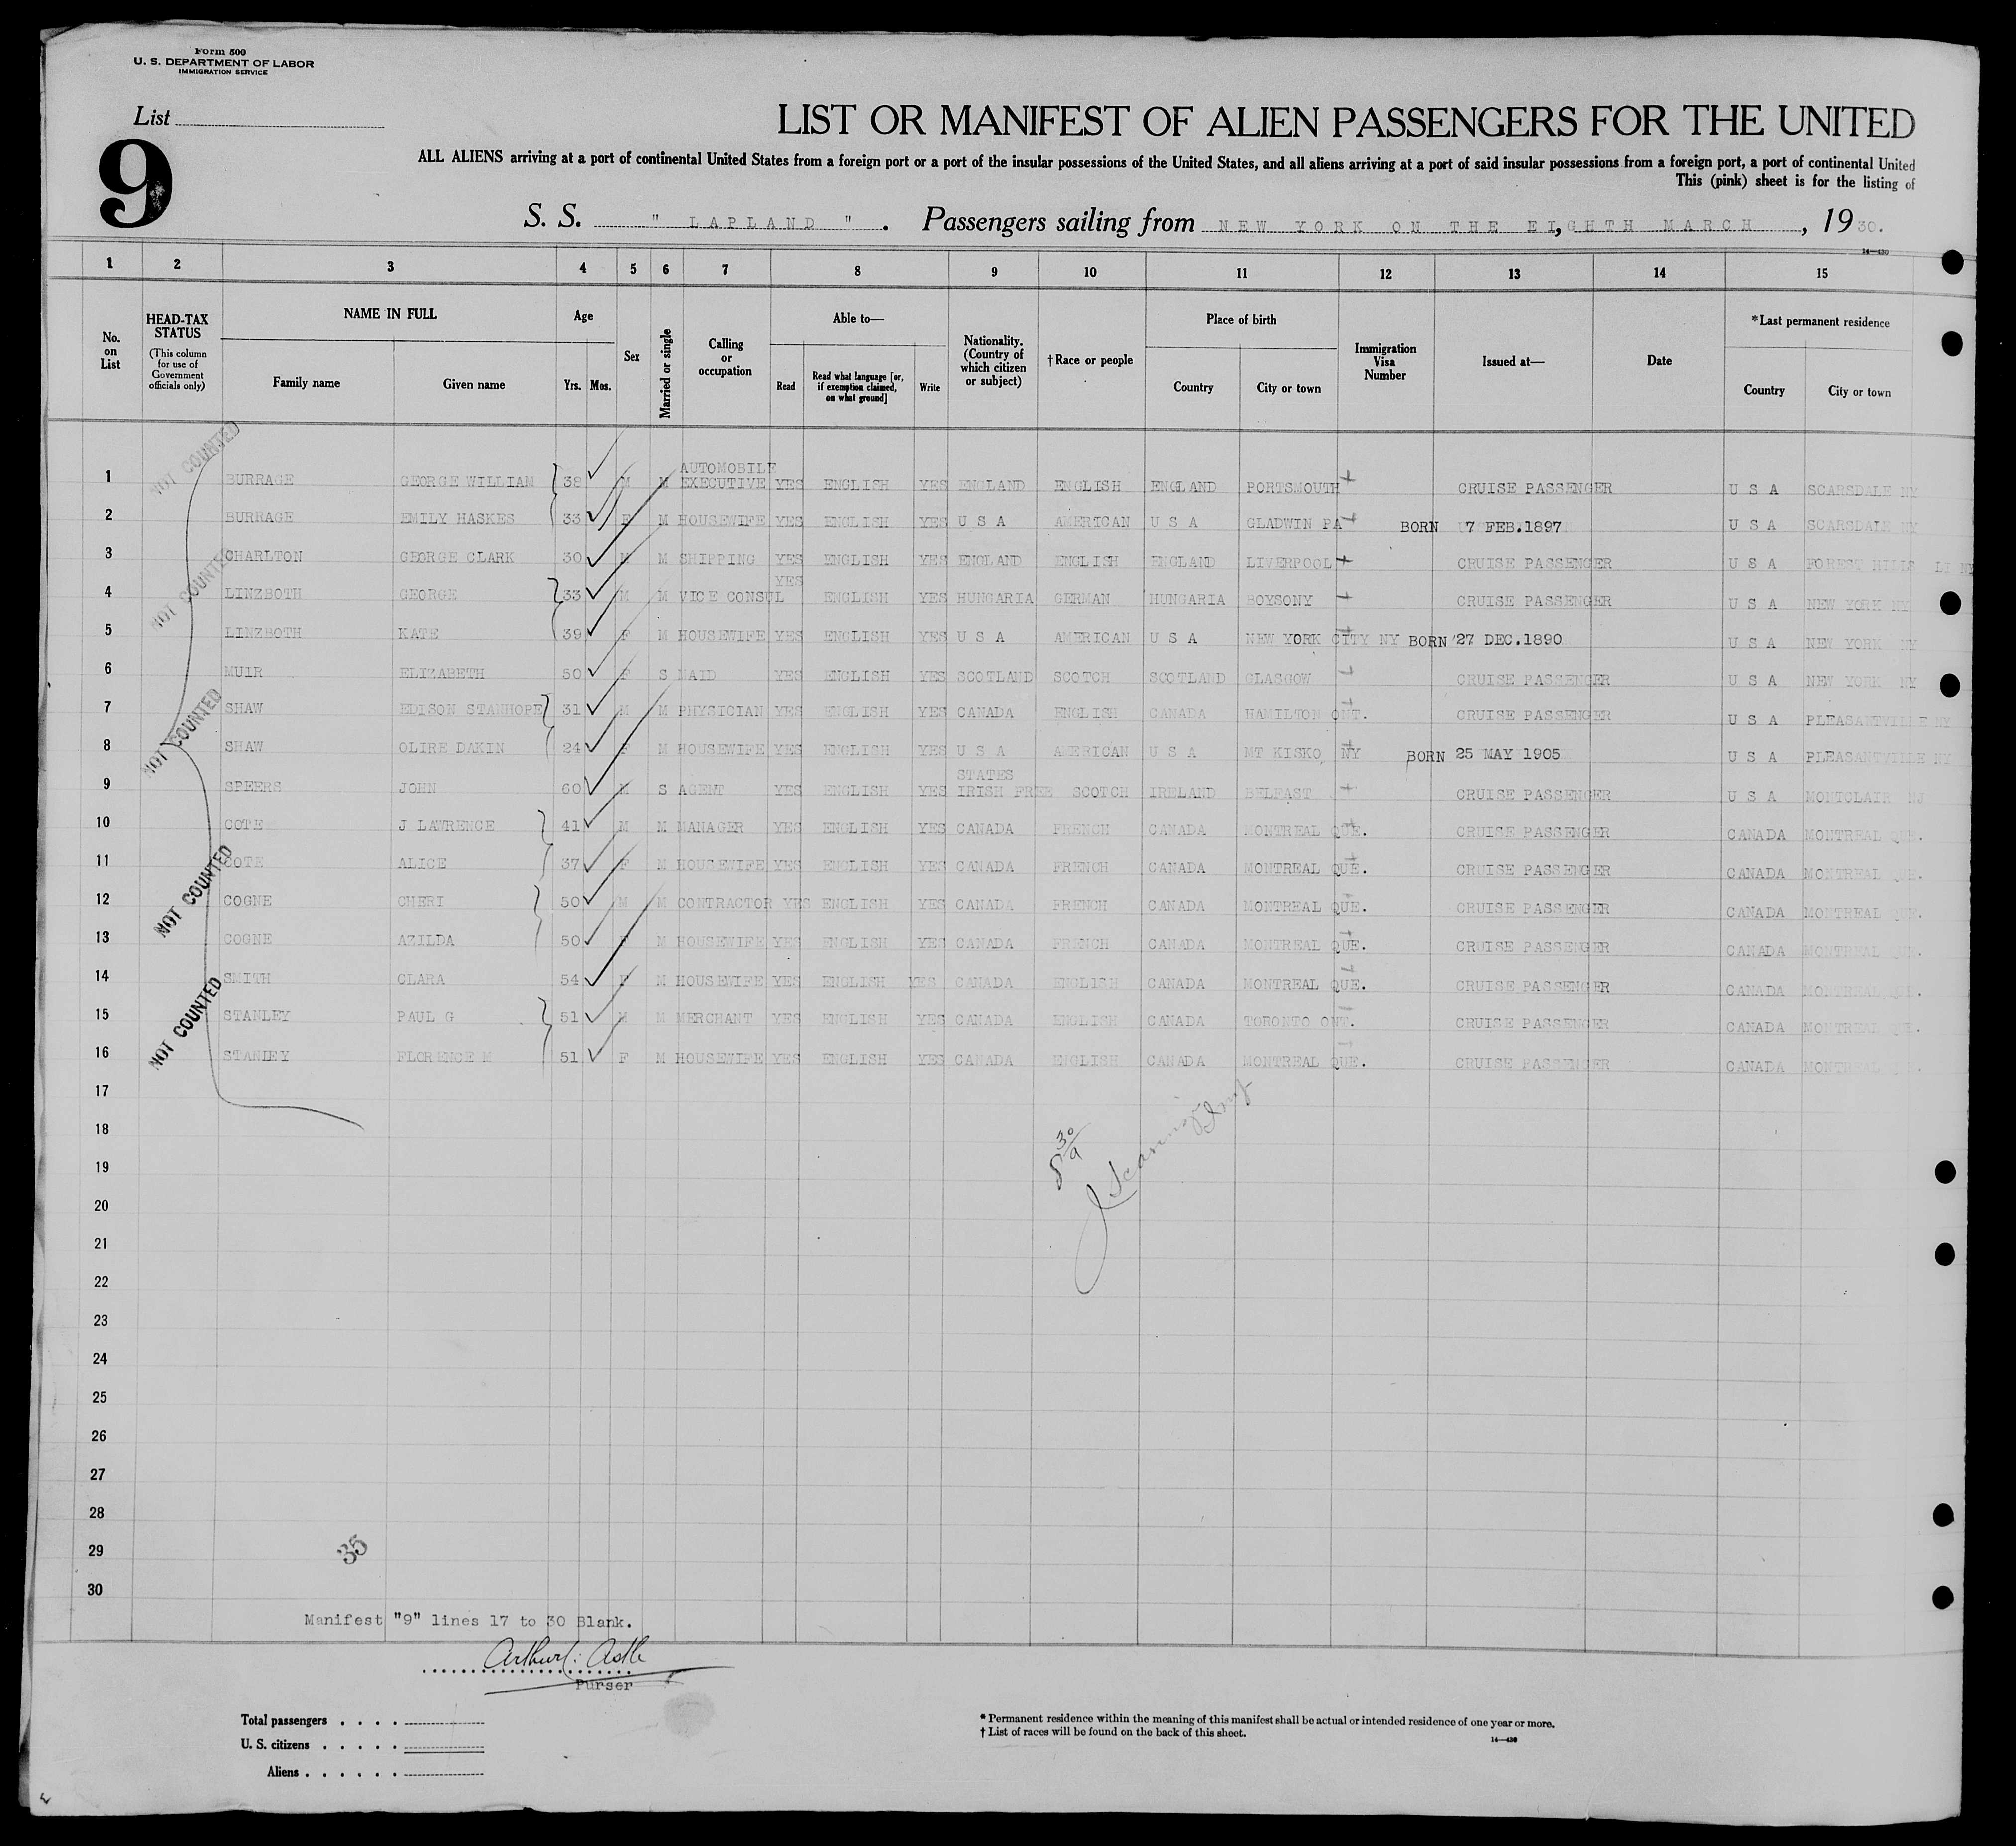 Form 500
U. S. DEPARTMENT OF LABOR
IMMIGRATION SERVICE
List
9
LIST OR MANIFEST OF ALIEN PASSENGERS FOR THE UNITED
ALL ALIENS arriving at a port of continental United States from a foreign port or a port of the insular possessions of the United States, and all aliens arriving at a port of said insular possessions from a foreign port, a port of continental United
This (pink) sheet is for the listing of
S. S. " LAPLAND ". Passengers sailing from NEW YORK ON THE EIGHTH MARCH, 1930.
14—430
1 2 3 4 5 6 7 8 9 10 11 12 13 14 15
No. on List
HEAD-TAX STATUS (This column for use of Government officials only)
NAME IN FULL Family name Given name
Age Yrs. Mos.
Sex
Married or single
Calling or occupation
Able to— Read Read what language [or, if exemption claimed, on what ground] Write
Nationality. (Country of which citizen or subject)
† Race or people
Place of birth Country City or town
Immigration Visa Number
Issued at—
Date
*Last permanent residence Country City or town
1 BURRAGE GEORGE WILLIAM 38 M M AUTOMOBILE EXECUTIVE YES ENGLISH YES ENGLAND ENGLISH ENGLAND PORTSMOUTH CRUISE PASSENGER U S A SCARSDALE NY
2 BURRAGE EMILY HASKES 33 F M HOUSEWIFE YES ENGLISH YES U S A AMERICAN U S A GLADWIN PA BORN 7 FEB.1897 U S A SCARSDALE NY
3 CHARLTON GEORGE CLARK 30 M M SHIPPING YES ENGLISH YES ENGLAND ENGLISH ENGLAND LIVERPOOL CRUISE PASSENGER U S A FOREST HILLS LI NY
4 LINZBOTH GEORGE 33 M M VICE CONSUL YES ENGLISH YES HUNGARIA GERMAN HUNGARIA BOYSONY CRUISE PASSENGER U S A NEW YORK NY
5 LINZBOTH KATE 39 F M HOUSEWIFE YES ENGLISH YES U S A AMERICAN U S A NEW YORK CITY NY BORN 27 DEC.1890 U S A NEW YORK NY
6 MUIR ELIZABETH 50 F S MAID YES ENGLISH YES SCOTLAND SCOTCH SCOTLAND GLASGOW CRUISE PASSENGER U S A NEW YORK NY
7 SHAW EDISON STANHOPE 31 M M PHYSICIAN YES ENGLISH YES CANADA ENGLISH CANADA HAMILTON ONT. CRUISE PASSENGER U S A PLEASANTVILLE NY
8 SHAW OLIRE DAKIN 24 F M HOUSEWIFE YES ENGLISH YES U S A AMERICAN U S A MT KISKO NY BORN 25 MAY 1905 U S A PLEASANTVILLE NY
9 SPEERS JOHN 60 M S AGENT YES ENGLISH YES STATES IRISH FREE SCOTCH IRELAND BELFAST CRUISE PASSENGER U S A MONTCLAIR NJ
10 COTE J LAWRENCE 41 M M MANAGER YES ENGLISH YES CANADA FRENCH CANADA MONTREAL QUE. CRUISE PASSENGER CANADA MONTREAL QUE.
11 COTE ALICE 37 F M HOUSEWIFE YES ENGLISH YES CANADA FRENCH CANADA MONTREAL QUE. CRUISE PASSENGER CANADA MONTREAL QUE.
12 COGNE CHERI 50 M M CONTRACTOR YES ENGLISH YES CANADA FRENCH CANADA MONTREAL QUE. CRUISE PASSENGER CANADA MONTREAL QUE.
13 COGNE AZILDA 50 F M HOUSEWIFE YES ENGLISH YES CANADA FRENCH CANADA MONTREAL QUE. CRUISE PASSENGER CANADA MONTREAL QUE.
14 SMITH CLARA 54 F M HOUSEWIFE YES ENGLISH YES CANADA ENGLISH CANADA MONTREAL QUE. CRUISE PASSENGER CANADA MONTREAL QUE.
15 STANLEY PAUL G 51 M M MERCHANT YES ENGLISH YES CANADA ENGLISH CANADA TORONTO ONT. CRUISE PASSENGER CANADA MONTREAL QUE.
16 STANLEY FLORENCE M 51 F M HOUSEWIFE YES ENGLISH YES CANADA ENGLISH CANADA MONTREAL QUE. CRUISE PASSENGER CANADA MONTREAL QUE.
NOT COUNTED
NOT COUNTED
NOT COUNTED
NOT COUNTED
NOT COUNTED
17
18
19
20
21
22
23
24
25
26
27
28
29
30
35
Manifest "9" lines 17 to 30 Blank.
Arthur C. Astle
Purser
Total passengers . . . .
U. S. citizens . . . . .
Aliens . . . . . .
* Permanent residence within the meaning of this manifest shall be actual or intended residence of one year or more.
† List of races will be found on the back of this sheet.
14—430